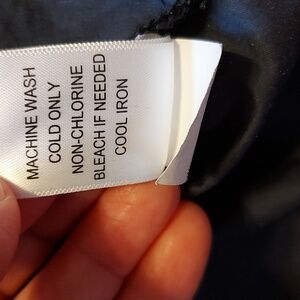 MACHINE WASH
COLD ONLY
NON-CHLORINE
BLEACH IF NEEDED
COOL IRON